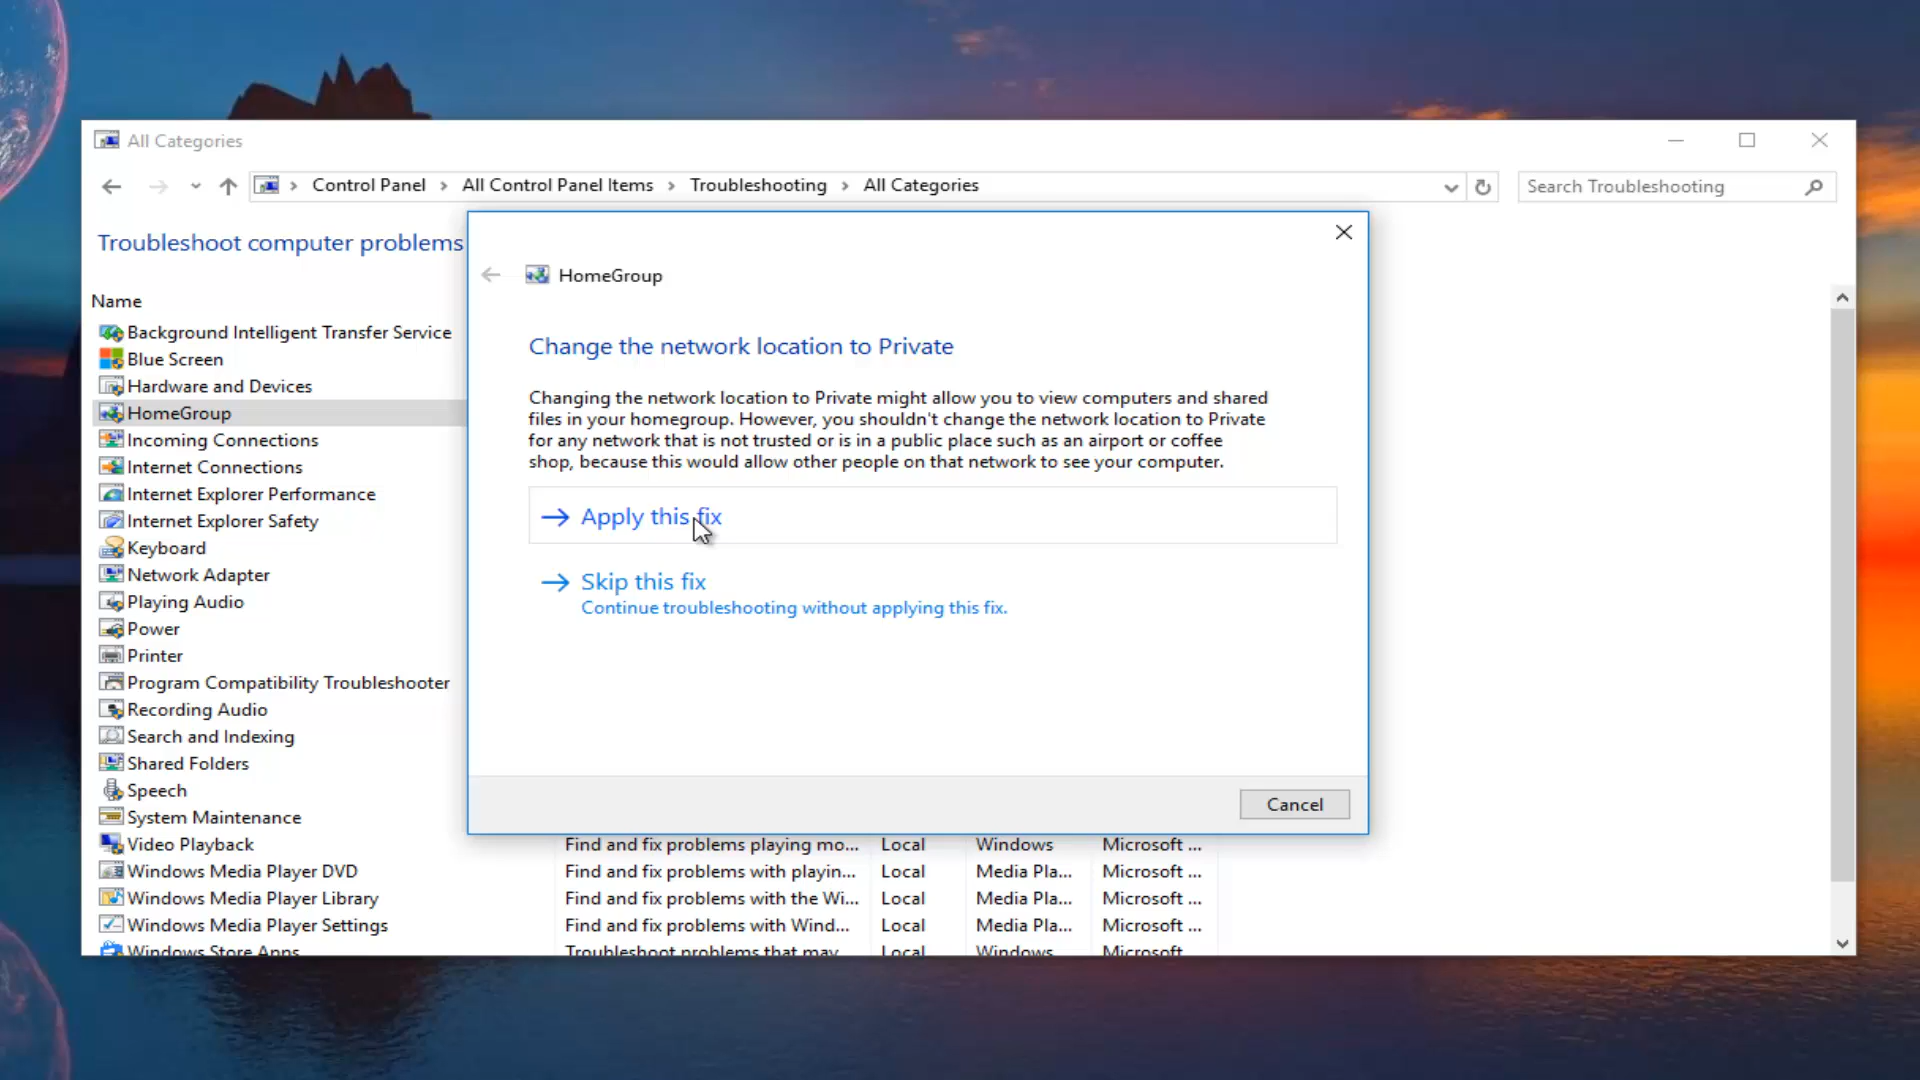 All Categories
Control Panel
All Control Panel Items
Troubleshooting
All Categories
Search Troubleshooting
Troubleshoot computer problems
Name
Background Intelligent Transfer Service
Blue Screen
Hardware and Devices
HomeGroup
Incoming Connections
Internet Connections
Internet Explorer Performance
Internet Explorer Safety
Keyboard
Network Adapter
Playing Audio
Power
Printer
Program Compatibility Troubleshooter
Recording Audio
Search and Indexing
Shared Folders
Speech
System Maintenance
Video Playback Find and fix problems playing mo... Local Windows Microsoft ...
Windows Media Player DVD Find and fix problems with playin... Local Media Pla... Microsoft ...
Windows Media Player Library Find and fix problems with the Wi... Local Media Pla... Microsoft ...
Windows Media Player Settings Find and fix problems with Wind... Local Media Pla... Microsoft ...
Windows Store Apps Troubleshoot problems that may Local Windows Microsoft
HomeGroup
Change the network location to Private
Changing the network location to Private might allow you to view computers and shared
files in your homegroup. However, you shouldn't change the network location to Private
for any network that is not trusted or is in a public place such as an airport or coffee
shop, because this would allow other people on that network to see your computer.
Apply this fix
Skip this fix
Continue troubleshooting without applying this fix.
Cancel